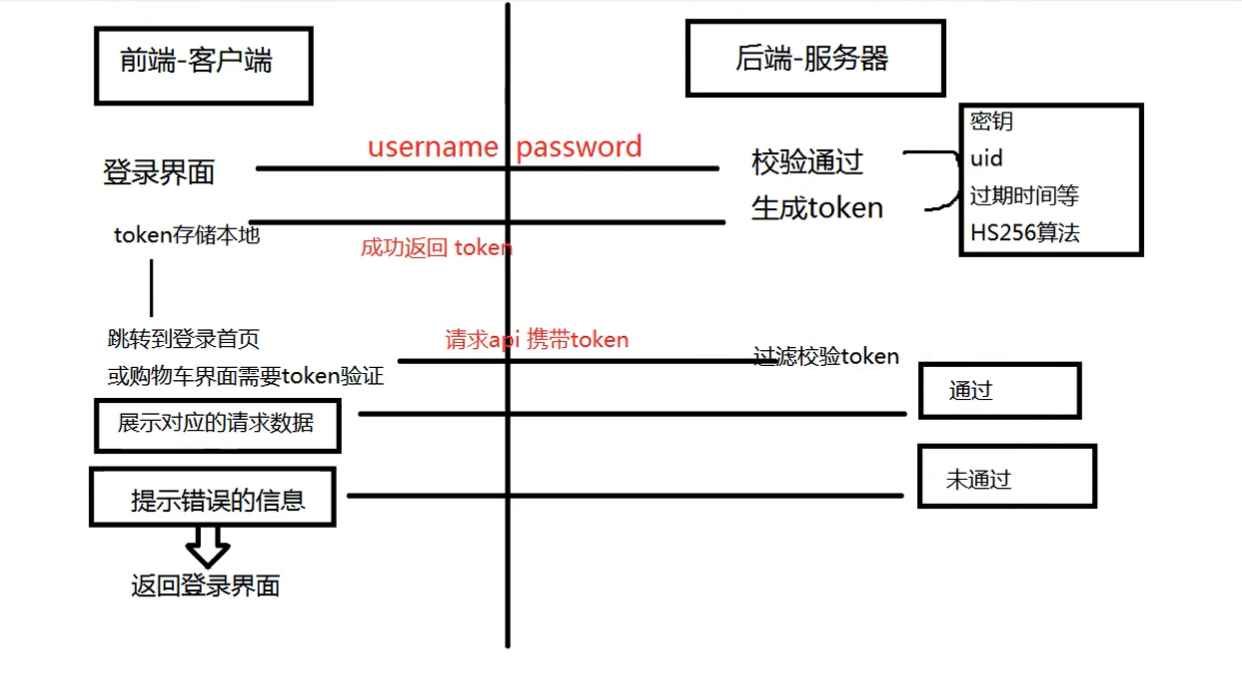 前端-客户端
后端-服务器
密钥
username password
登录界面
校验通过
uid
生成token
过期时间等
token存储本地
成功返回 token
HS256算法
跳转到登录首页
请求api 携带token
过滤校验token
或购物车界面需要token验证
通过
展示对应的请求数据
未通过
提示错误的信息
返回登录界面